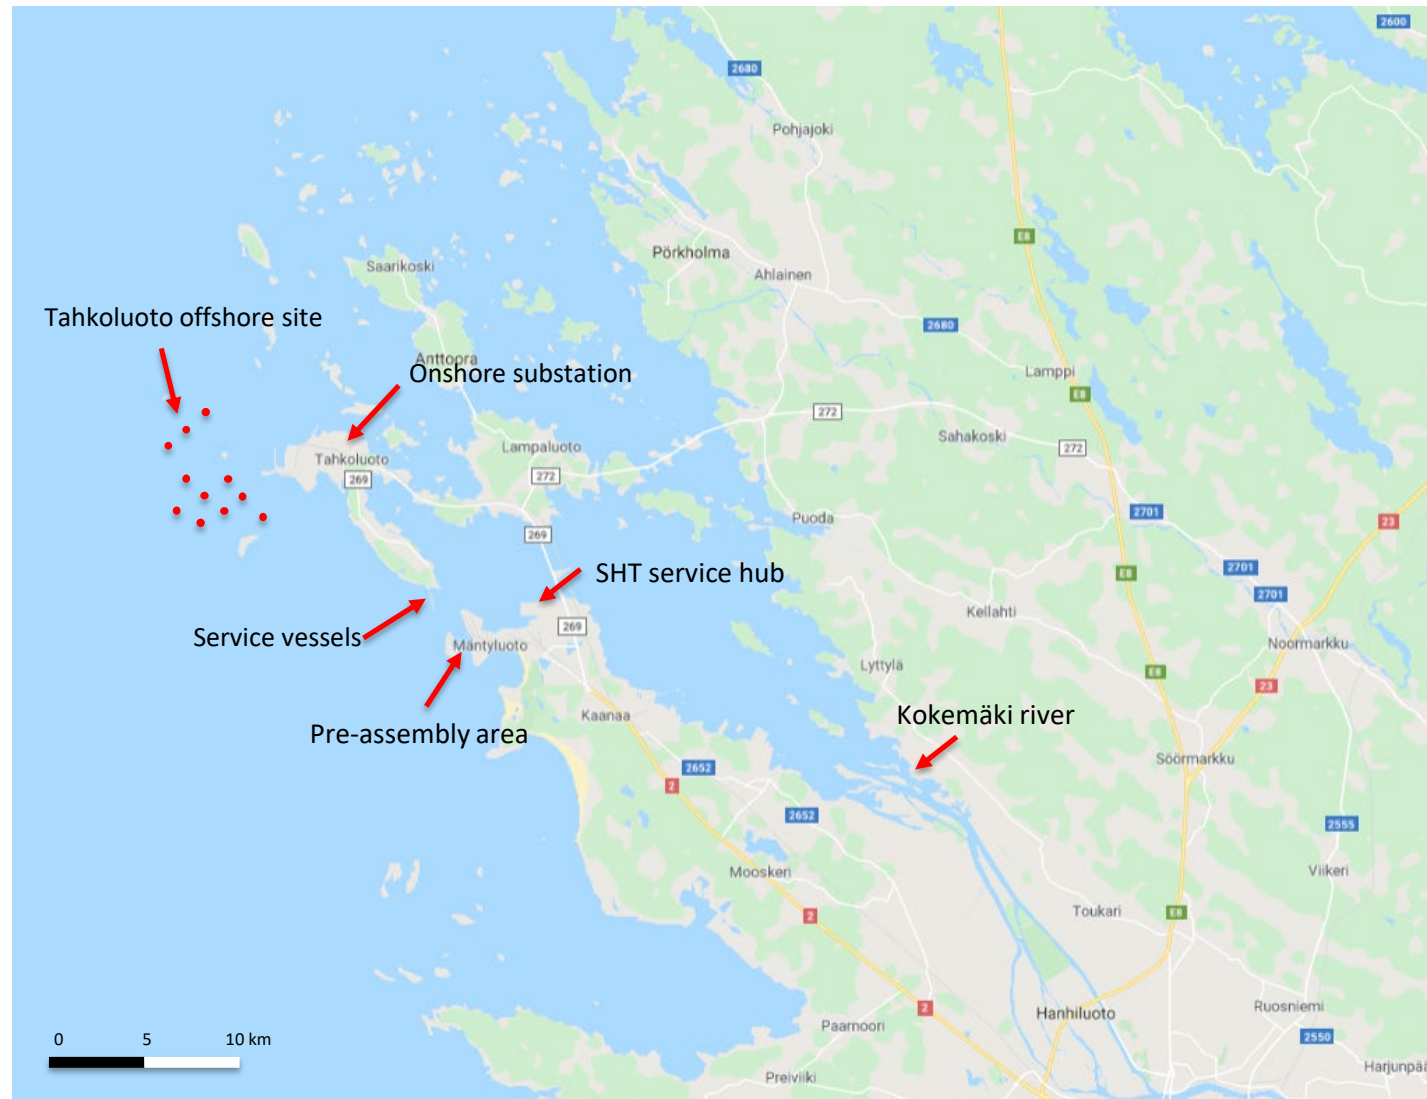 2600
2680
Pohjajoki
E8
Pörkholma
Saarikoski
Ahlainen
Tahkoluoto offshore site
2680
Anttoora
Onshore substation
Lamppi
E8
272
Sahakoski
272
Lampaluoto
Tahkoluoto
269
272
Puoda
2701
23
269
SHT service hub
E8
2701
2701
Kellahti
269
Service vessels
Mäntyluoto
Noormarkku
Lyttylä
E8
23
Kaanaa
Kokemäki river
Pre-assembly area
Söörmarkku
2652
2
2652
2555
Mooskeri
Viikeri
2
Toukari
E8
2
Hanhiluoto
Ruosniemi
Paarnoori
0 5 10 km
2550
Harjunpää
Preiviiki